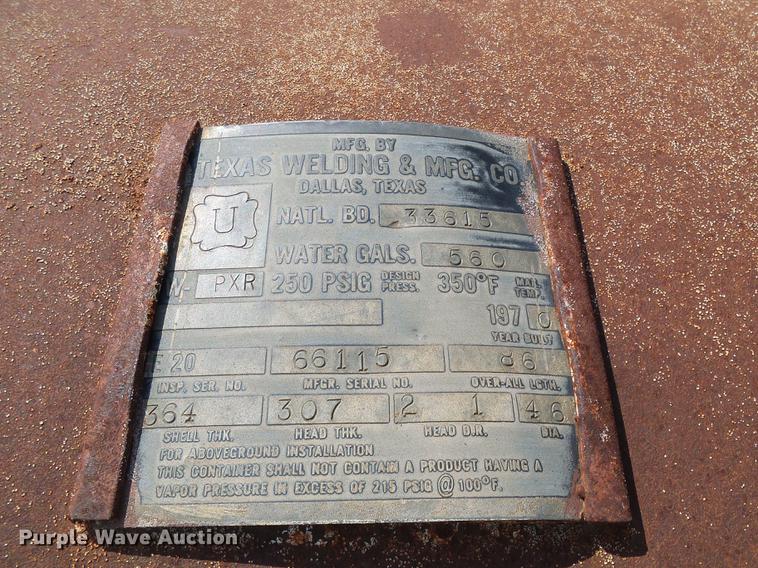 MFG. BY
TEXAS WELDING & MFG. CO
DALLAS, TEXAS
U
NATL. BD. 33615
WATER GALS. 560
W- PXR 250 PSIG DESIGN PRESS. 350°F MAX. TEMP.
1970
YEAR BUILT
E 20 66115 86
INSP. SER. NO. MFGR. SERIAL NO. OVER-ALL LGTH.
364 307 2 1 46
SHELL THK. HEAD THK. HEAD D.R. DIA.
FOR ABOVEGROUND INSTALLATION
THIS CONTAINER SHALL NOT CONTAIN A PRODUCT HAVING A
VAPOR PRESSURE IN EXCESS OF 215 PSIG @ 100°F.
Purple Wave Auction